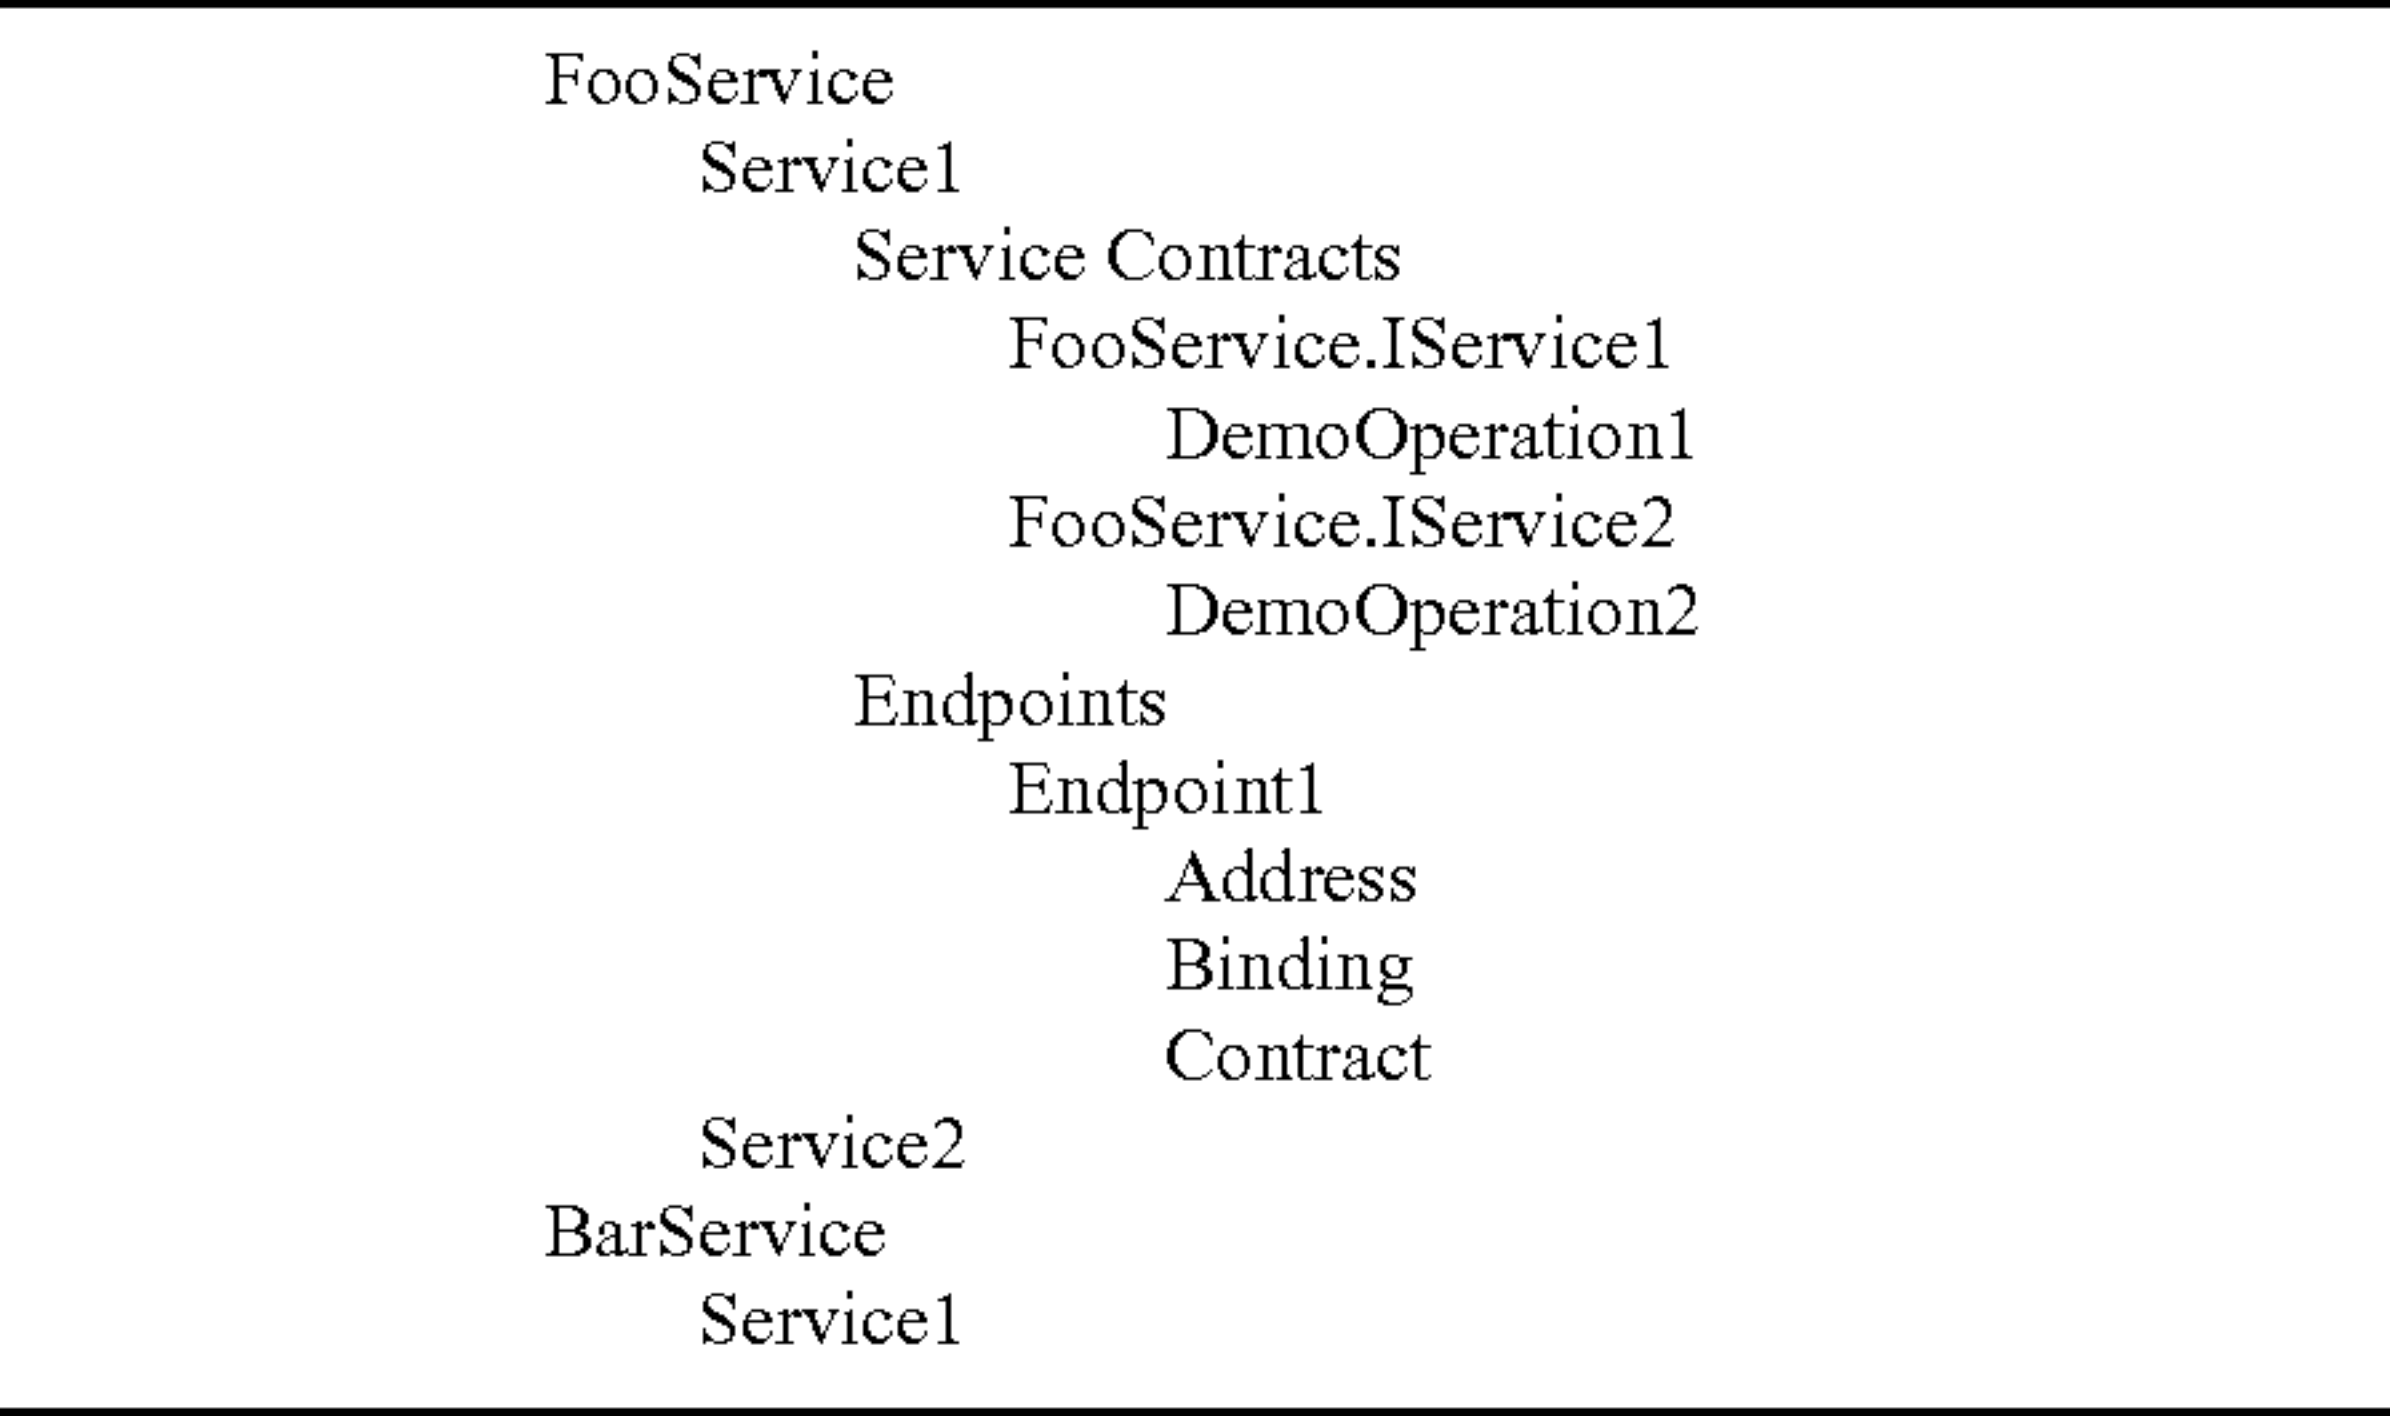 FooService
Service1
Service Contracts
FooService.IService1
DemoOperation1
FooService.IService2
DemoOperation2
Endpoints
Endpoint1
Address
Binding
Contract
Service2
BarService
Service1